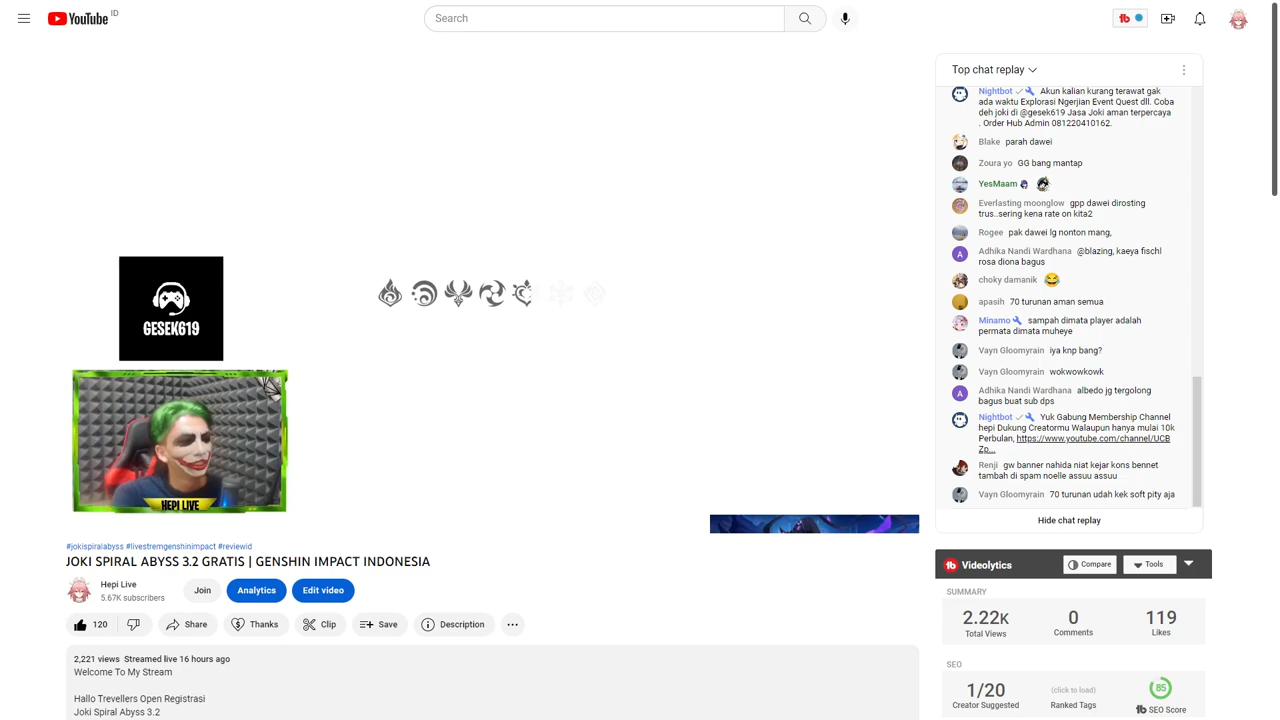 YouTube ID
Search
tb
GESEK619
HEPI LIVE
#jokispiralabyss #livestremgenshinimpact #reviewid
JOKI SPIRAL ABYSS 3.2 GRATIS | GENSHIN IMPACT INDONESIA
Hepi Live
5.67K subscribers
Join
Analytics
Edit video
120
Share
Thanks
Clip
Save
Description
2,221 views Streamed live 16 hours ago
Welcome To My Stream
Hallo Trevellers Open Registrasi
Joki Spiral Abyss 3.2
Top chat replay
Nightbot Akun kalian kurang terawat gak
ada waktu Explorasi Ngerjian Event Quest dll. Coba
deh joki di @gesek619 Jasa Joki aman terpercaya
. Order Hub Admin 081220410162.
Blake parah dawei
Zoura yo GG bang mantap
YesMaam
Everlasting moonglow gpp dawei dirosting
trus..sering kena rate on kita2
Rogee pak dawei lg nonton mang,
A
Adhika Nandi Wardhana @blazing, kaeya fischl
rosa diona bagus
choky damanik 😂
apasih 70 turunan aman semua
Minamo sampah dimata player adalah
permata dimata muheye
Vayn Gloomyrain iya knp bang?
Vayn Gloomyrain wokwowkowk
A
Adhika Nandi Wardhana albedo jg tergolong
bagus buat sub dps
Nightbot Yuk Gabung Membership Channel
hepi Dukung Creatormu Walaupun hanya mulai 10k
Perbulan, https://www.youtube.com/channel/UCB
Zp...
Renji gw banner nahida niat kejar kons bennet
tambah di spam noelle assuu assuu
Vayn Gloomyrain 70 turunan udah kek soft pity aja
Hide chat replay
tb Videolytics
Compare
Tools
SUMMARY
2.22K
Total Views
0
Comments
119
Likes
SEO
1/20
Creator Suggested
(click to load)
Ranked Tags
85
tb SEO Score